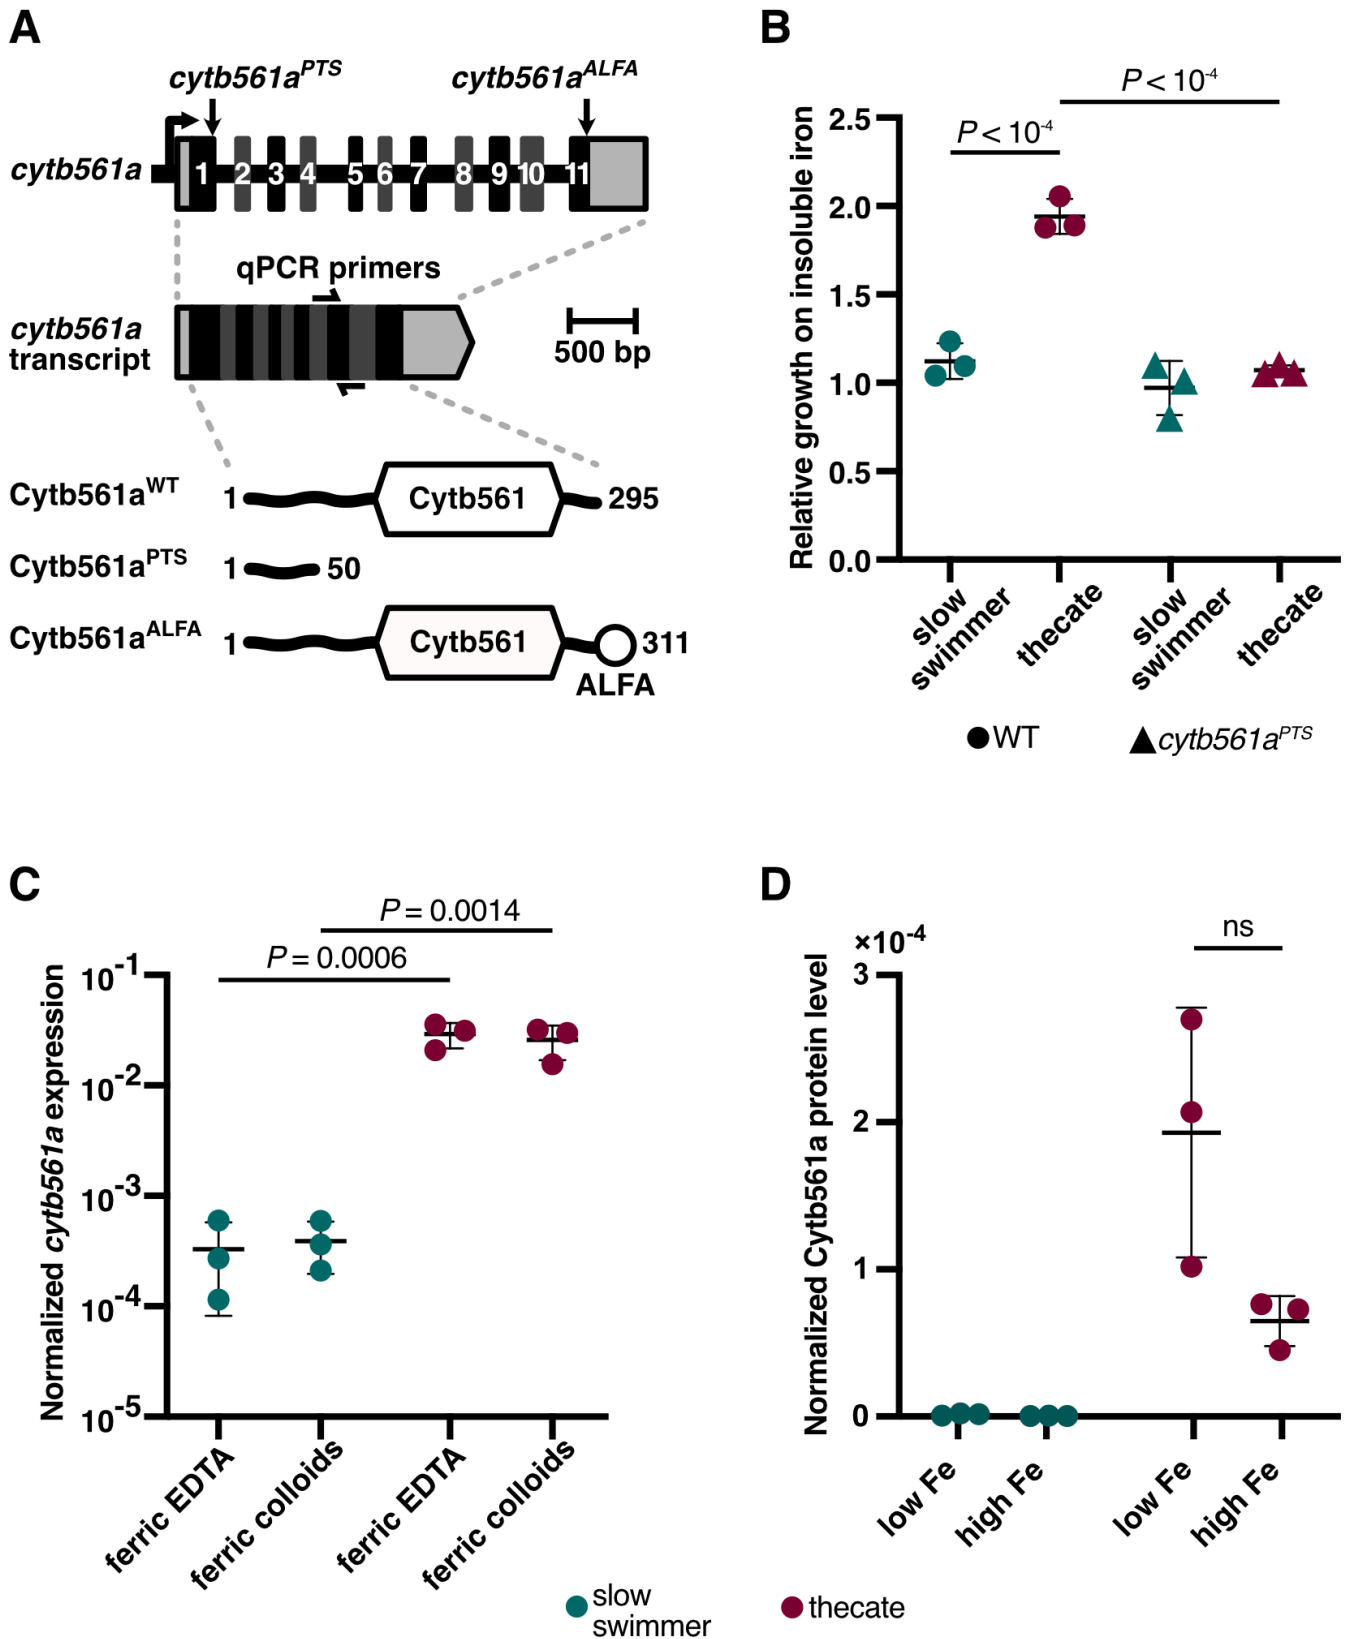 A
cytb561a^PTS
cytb561a^ALFA
cytb561a
1 2 3 4 5 6 7 8 9 10 11
qPCR primers
cytb561a
transcript
500 bp
Cytb561a^WT 1 Cytb561 295
Cytb561a^PTS 1 50
Cytb561a^ALFA 1 Cytb561 311
ALFA
B
P < 10^-4
P < 10^-4
Relative growth on insoluble iron
2.5
2.0
1.5
1.0
0.5
0.0
slow
swimmer
thecate
slow
swimmer
thecate
WT
cytb561a^PTS
C
P = 0.0014
P = 0.0006
Normalized cytb561a expression
10^-1
10^-2
10^-3
10^-4
10^-5
ferric EDTA
ferric colloids
ferric EDTA
ferric colloids
D
×10^-4
ns
Normalized Cytb561a protein level
3
2
1
0
low Fe
high Fe
low Fe
high Fe
slow
swimmer
thecate